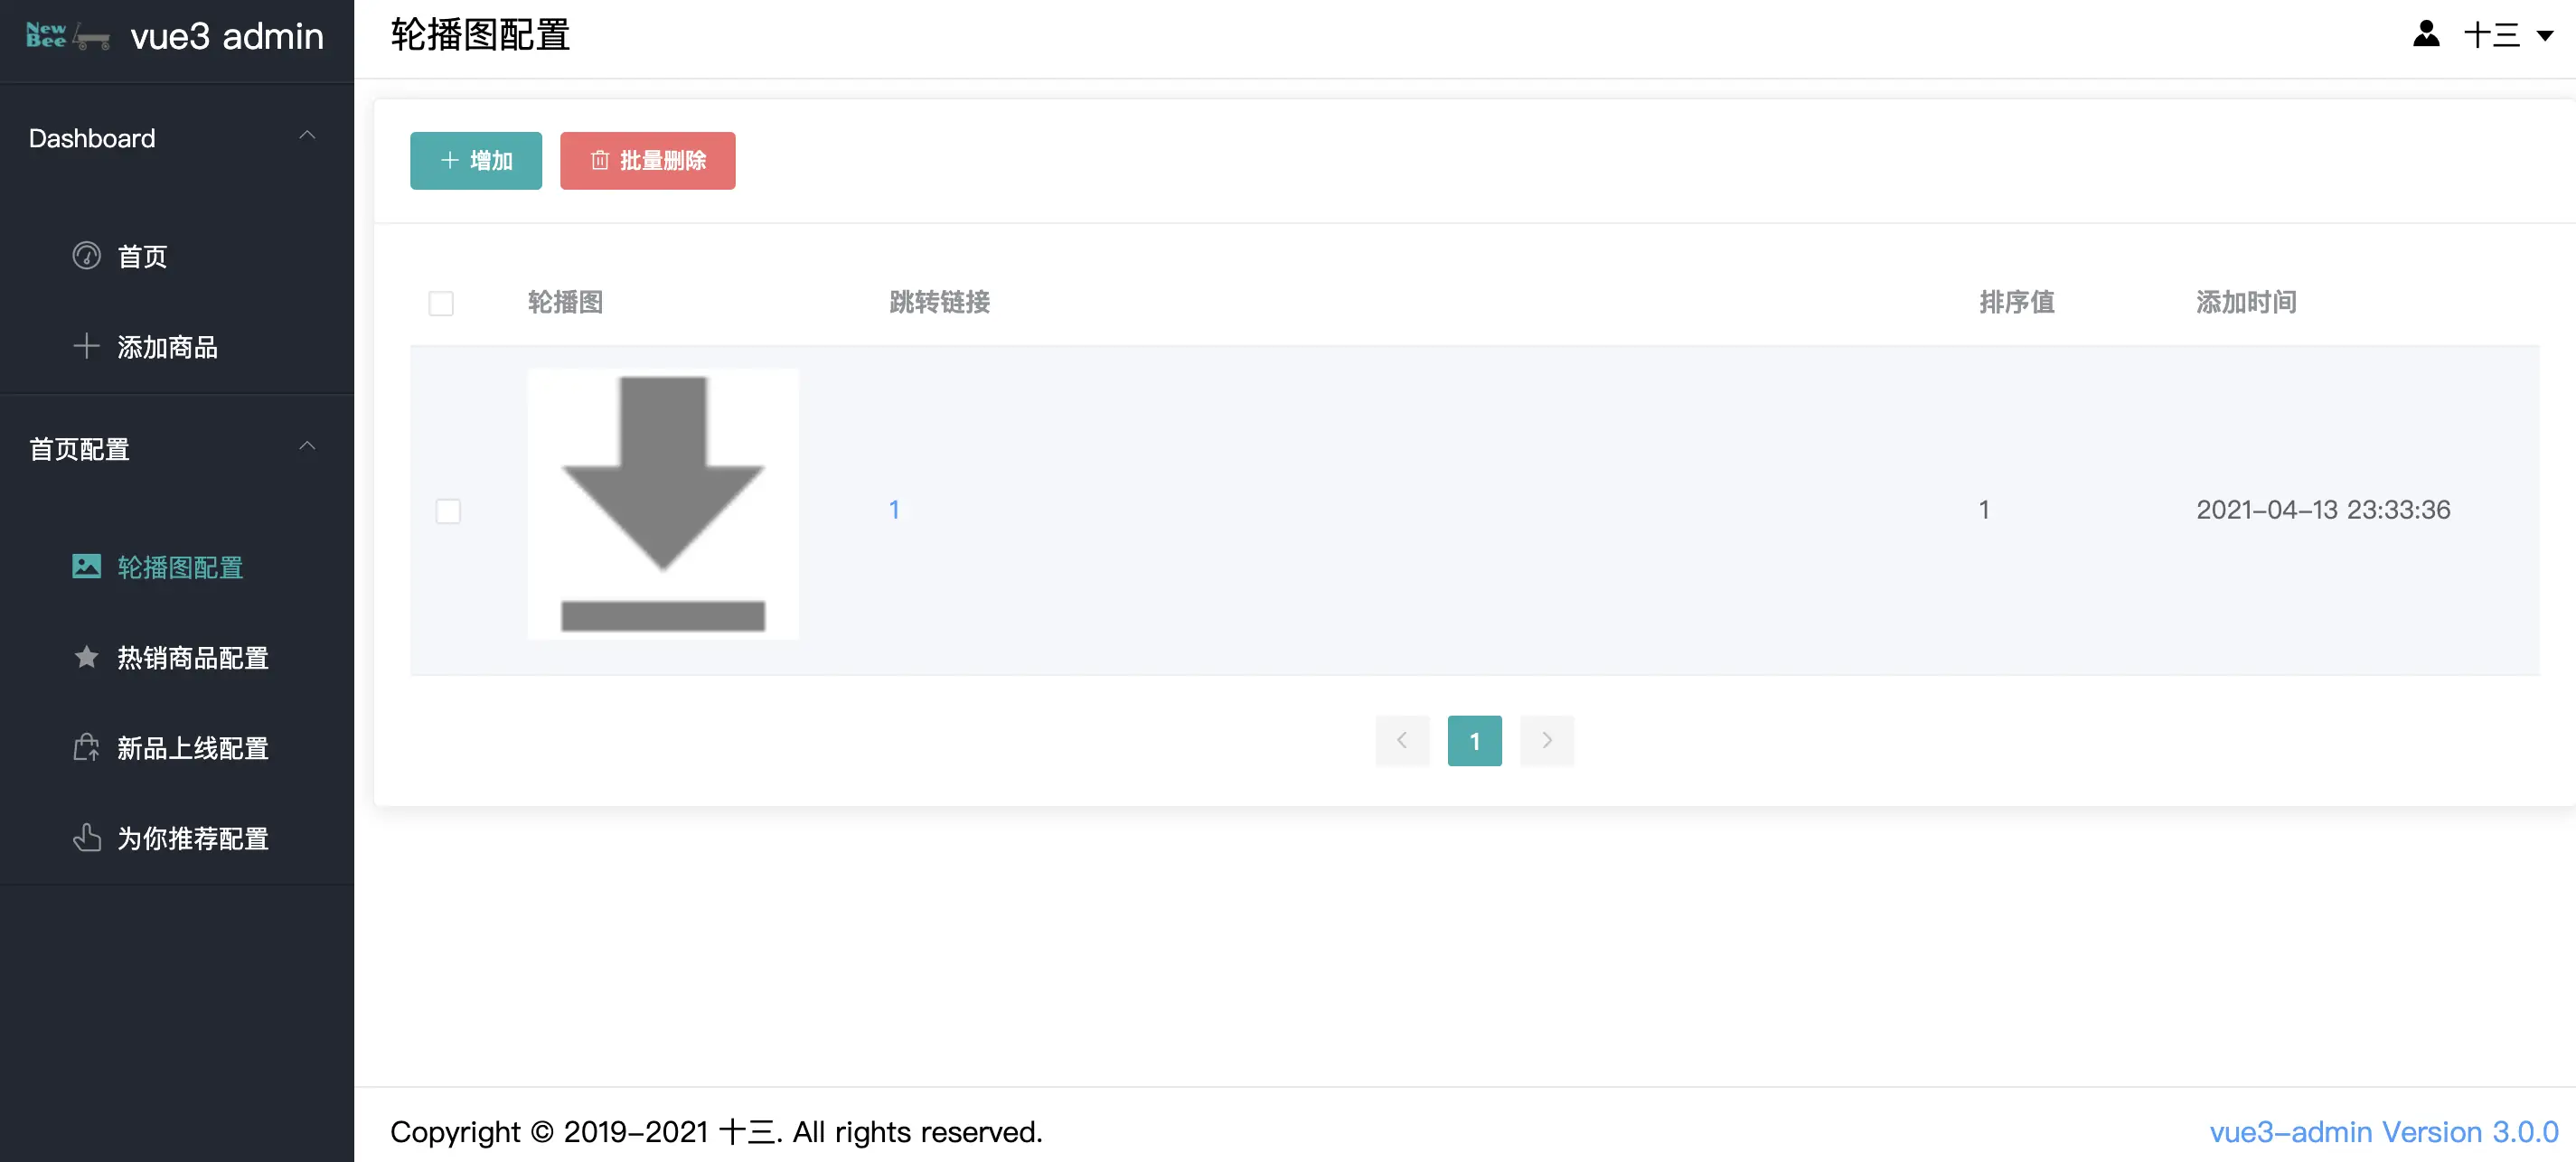 New Bee
vue3 admin
轮播图配置
十三
Dashboard
首页
添加商品
首页配置
轮播图配置
热销商品配置
新品上线配置
为你推荐配置
增加 批量删除
轮播图 跳转链接 排序值 添加时间
1 1 2021-04-13 23:33:36
1
Copyright © 2019-2021 十三. All rights reserved.
vue3-admin Version 3.0.0